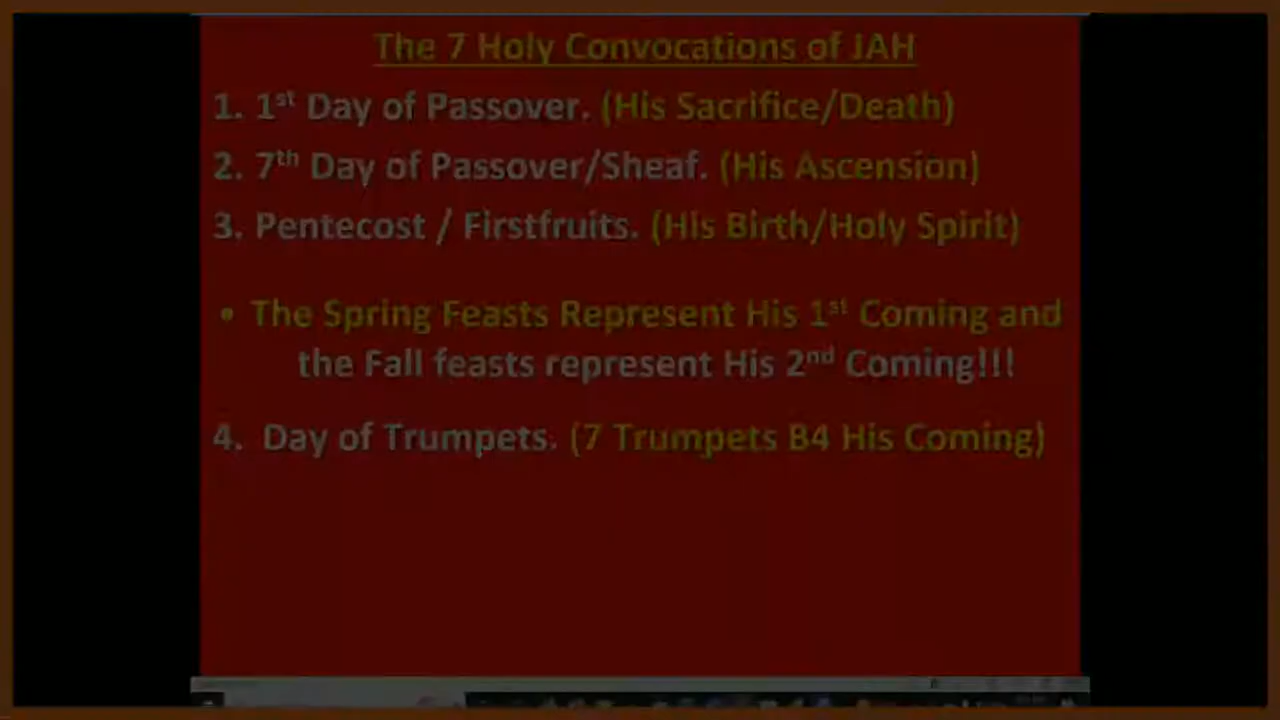 The 7 Holy Convocations of JAH
1. 1st Day of Passover. (His Sacrifice/Death)
2. 7th Day of Passover/Sheaf. (His Ascension)
3. Pentecost / Firstfruits. (His Birth/Holy Spirit)
• The Spring Feasts Represent His 1st Coming and
the Fall feasts represent His 2nd Coming!!!
4. Day of Trumpets. (7 Trumpets B4 His Coming)